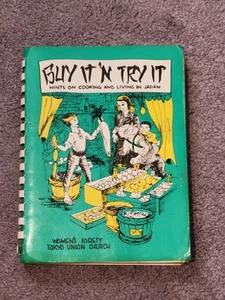 BUY IT 'N TRY IT
HINTS ON COOKING AND LIVING IN JAPAN
WOMEN'S SOCIETY
TOKYO UNION CHURCH